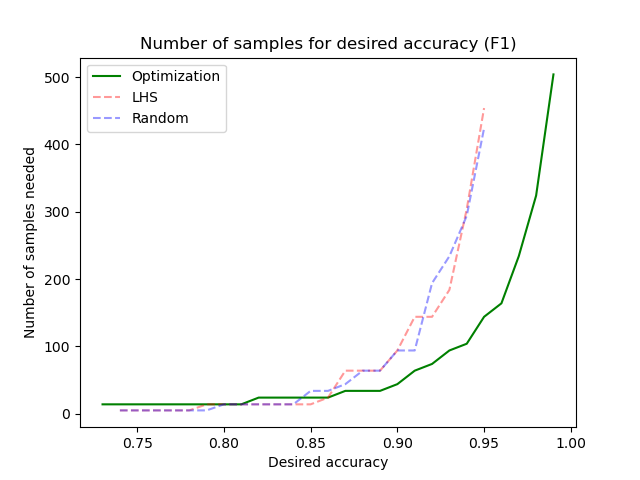 Number of samples for desired accuracy (F1)
Optimization
LHS
Random
Number of samples needed
500
400
300
200
100
0
0.75 0.80 0.85 0.90 0.95 1.00
Desired accuracy